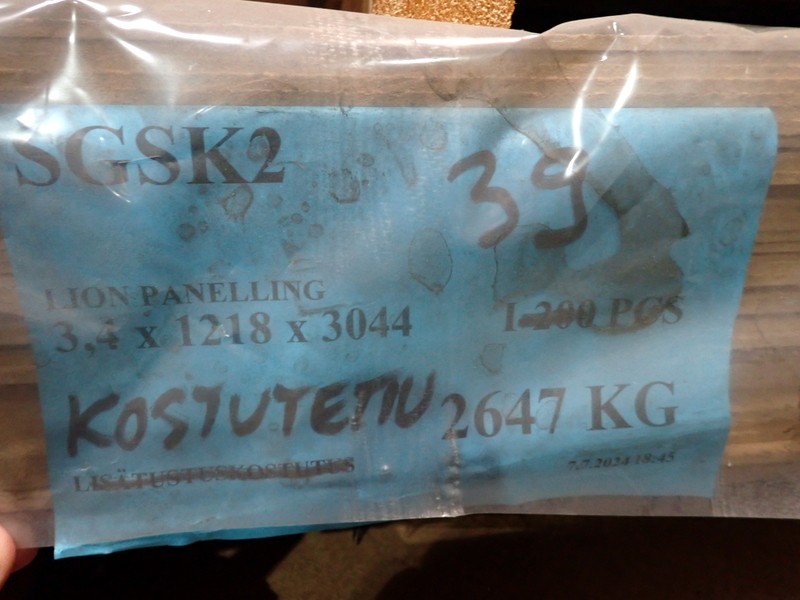 SGSK2
39
LION PANELLING
3,4 x 1218 x 3044
1-200 PCS
KOSTUTETTU
2647 KG
7.7.2024 18:45